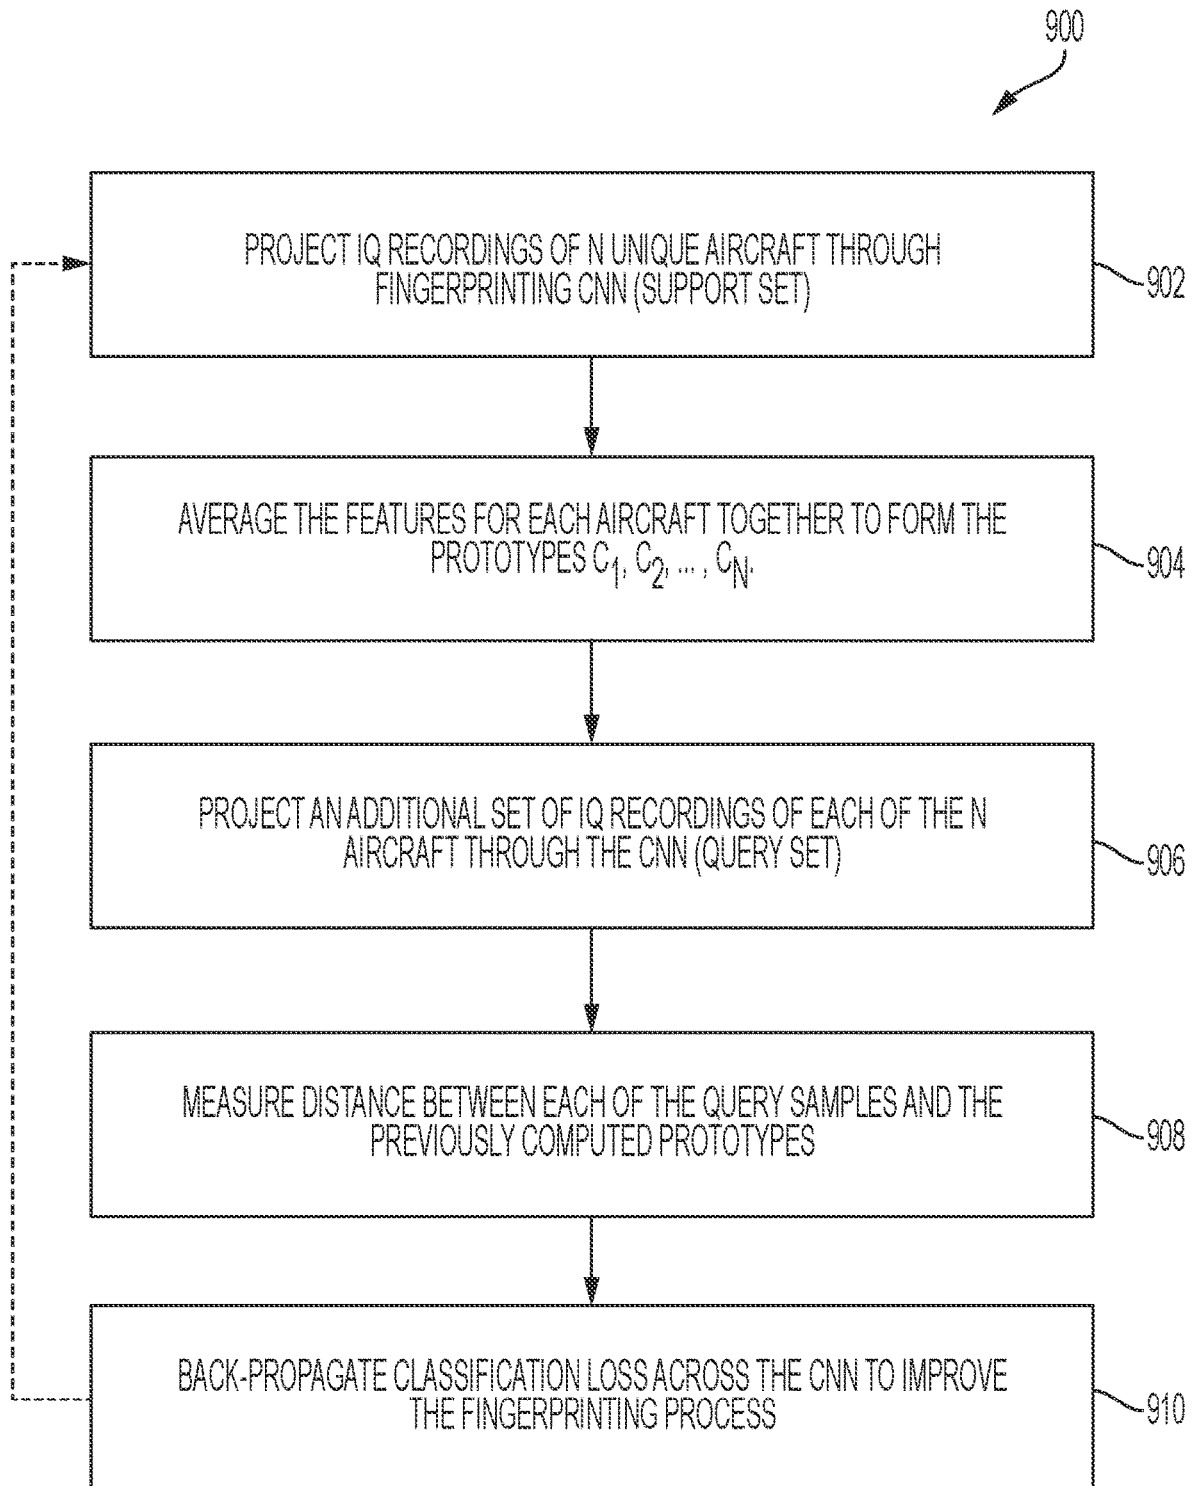 900
PROJECT IQ RECORDINGS OF N UNIQUE AIRCRAFT THROUGH
FINGERPRINTING CNN (SUPPORT SET)
902
AVERAGE THE FEATURES FOR EACH AIRCRAFT TOGETHER TO FORM THE
PROTOTYPES C1, C2, ... , CN.
904
PROJECT AN ADDITIONAL SET OF IQ RECORDINGS OF EACH OF THE N
AIRCRAFT THROUGH THE CNN (QUERY SET)
906
MEASURE DISTANCE BETWEEN EACH OF THE QUERY SAMPLES AND THE
PREVIOUSLY COMPUTED PROTOTYPES
908
BACK-PROPAGATE CLASSIFICATION LOSS ACROSS THE CNN TO IMPROVE
THE FINGERPRINTING PROCESS
910